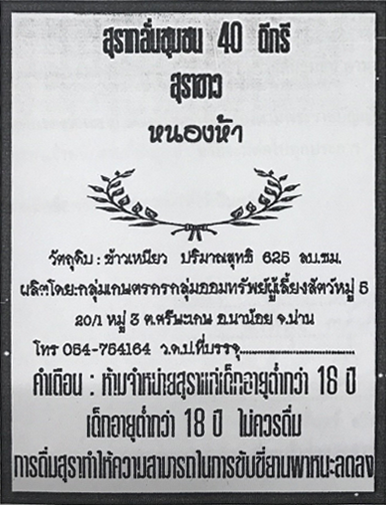 สุรากลั่นชุมชน 40 ดีกรี
สุราขาว
หนองห้า
วัตถุดิบ : ข้าวเหนียว ปริมาณสุทธิ 625 ลบ.ซม.
ผลิตโดย:กลุ่มเกษตรกรกลุ่มออมทรัพย์ผู้เลี้ยงสัตว์หมู่ 5
20/1 หมู่ 3 ต.ศรีษะเกษ อ.นาน้อย จ.น่าน
โทร 054-754164 ว.ด.ป.ที่บรรจุ........................
คำเตือน : ห้ามจำหน่ายสุราแก่เด็กอายุต่ำกว่า 18 ปี
เด็กอายุต่ำกว่า 18 ปี ไม่ควรดื่ม
การดื่มสุราทำให้ความสามารถในการขับขี่ยานพาหนะลดลง